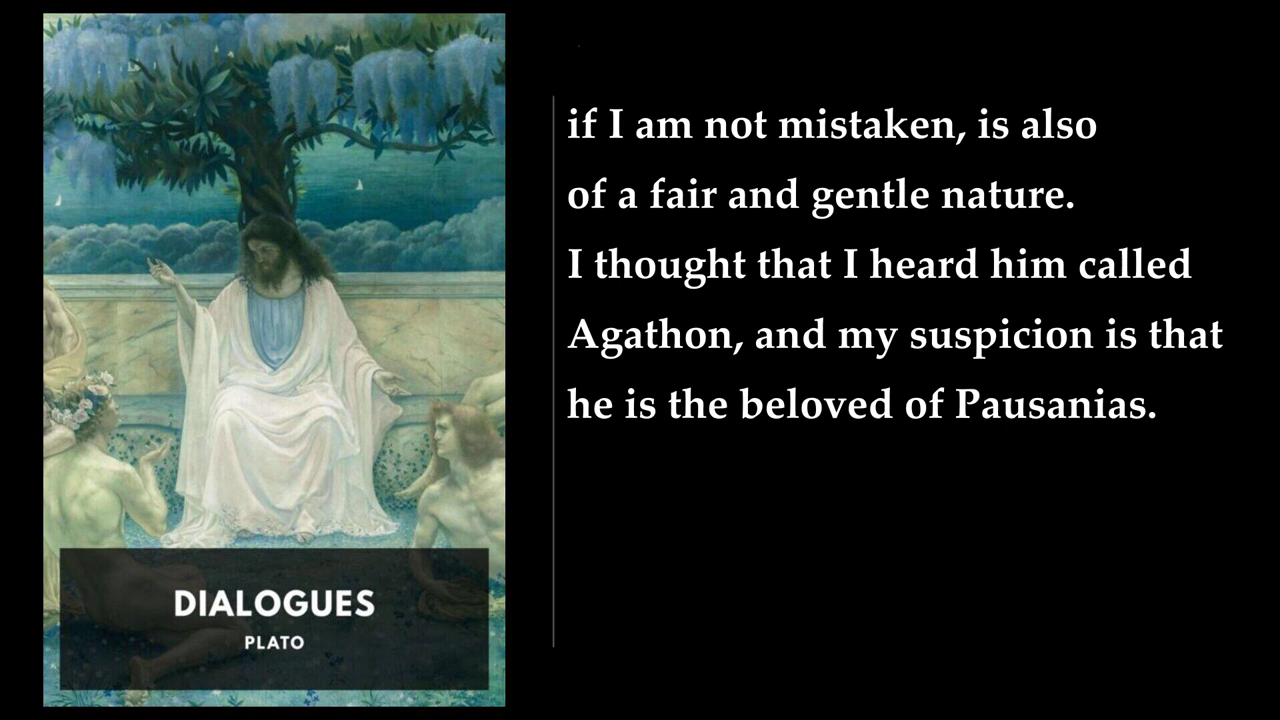 if I am not mistaken, is also
of a fair and gentle nature.
I thought that I heard him called
Agathon, and my suspicion is that
he is the beloved of Pausanias.
DIALOGUES
PLATO